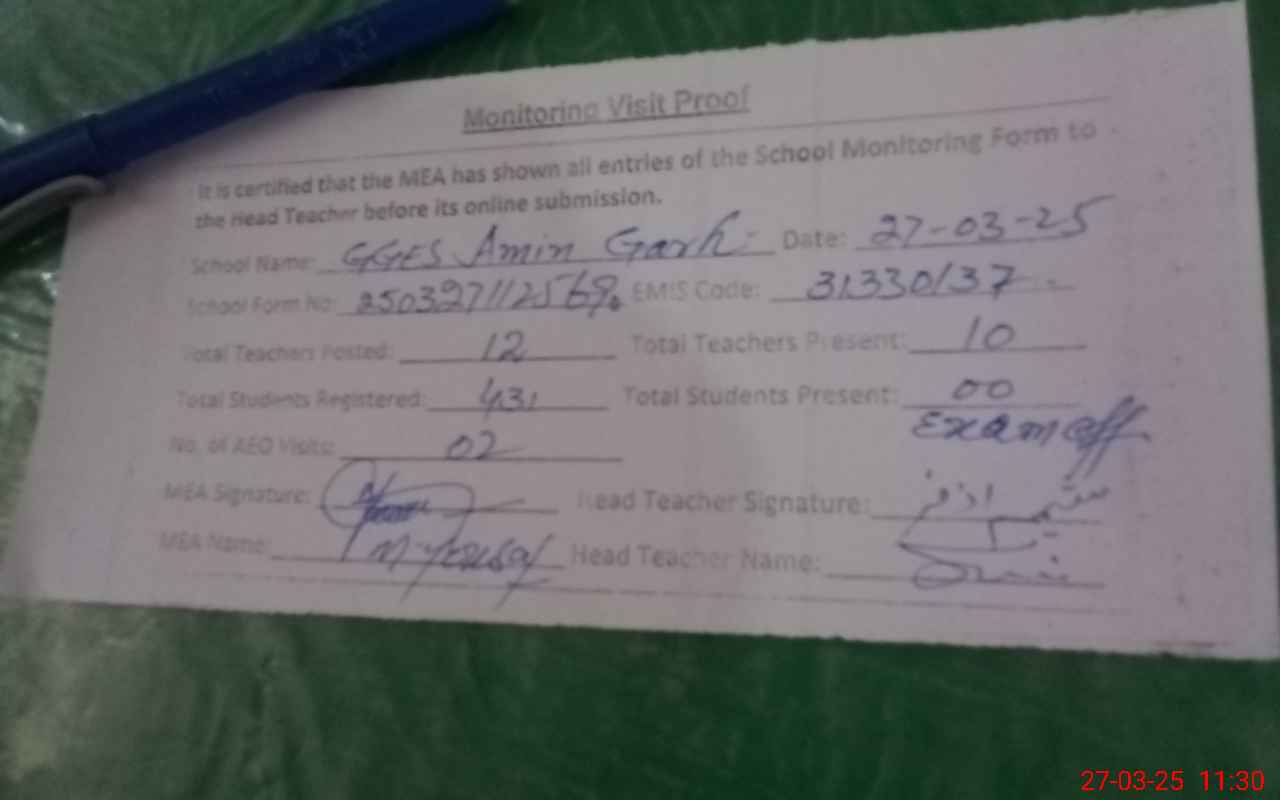 Monitoring Visit Proof
It is certified that the MEA has shown all entries of the School Monitoring Form to
the Head Teacher before its online submission.
School Name: GGES Amin Garh Date: 27-03-25
School Form No: EMIS Code: 31330137
Total Teachers Posted: 12 Total Teachers Present: 10
Total Students Registered: 431 Total Students Present: 00
Exam off
No. of AEO Visits: 02
MEA Signature: Head Teacher Signature:
MEA Name: M. Yousaf Head Teacher Name:
27-03-25 11:30